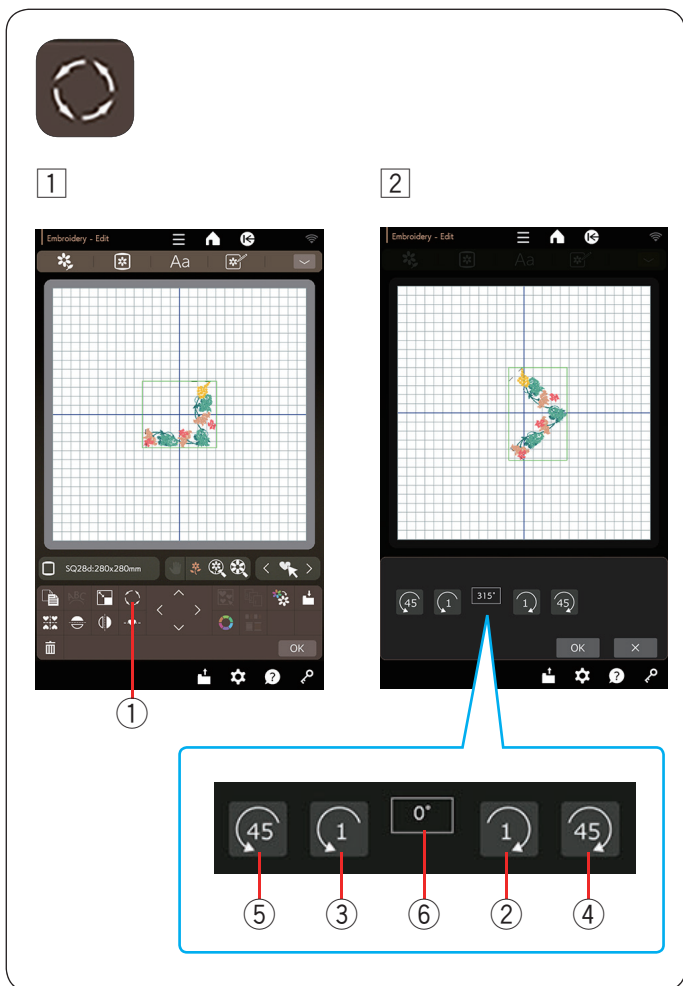 1
2
Embroidery - Edit
Aa
SQ28d:280x280mm
ABC
OK
①
Embroidery - Edit
Aa
45
1
315°
1
45
OK
45
1
0°
1
45
⑤
③
⑥
②
④